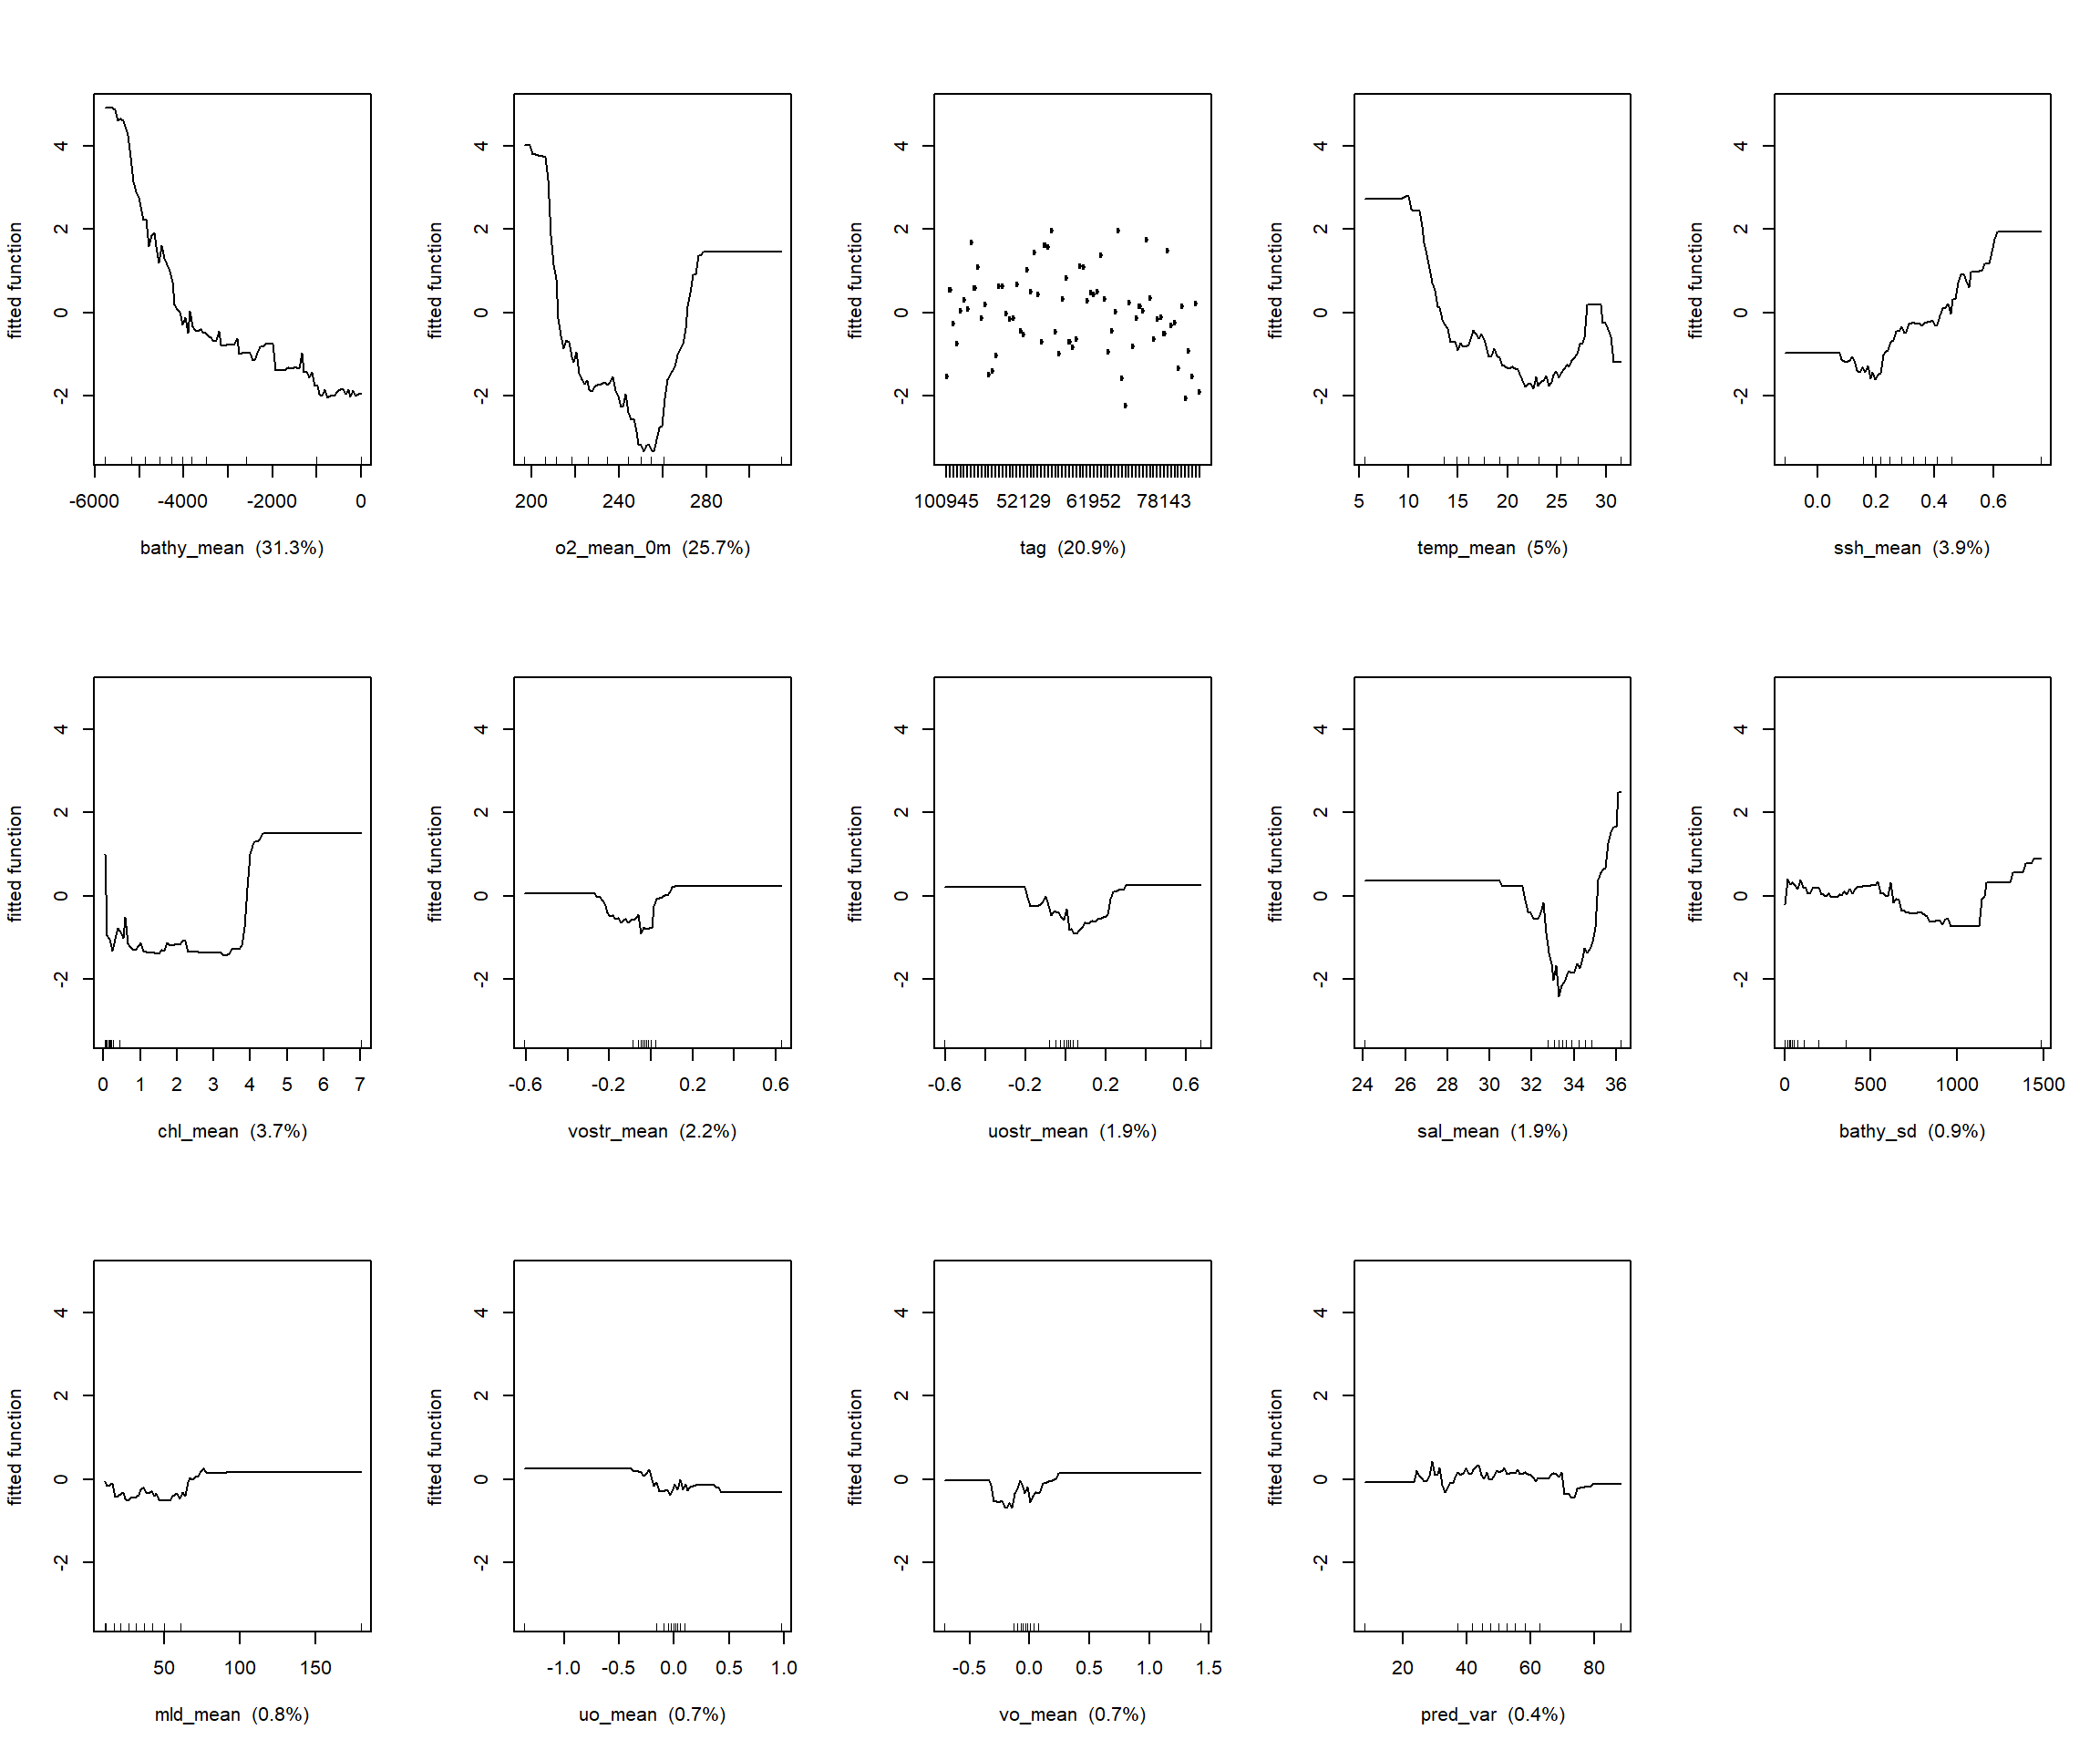 fitted function
4
2
0
-2
-6000 -4000 -2000 0
bathy_mean (31.3%)
fitted function
4
2
0
-2
200 240 280
o2_mean_0m (25.7%)
fitted function
4
2
0
-2
100945 52129 61952 78143
tag (20.9%)
fitted function
4
2
0
-2
5 10 15 20 25 30
temp_mean (5%)
fitted function
4
2
0
-2
0.0 0.2 0.4 0.6
ssh_mean (3.9%)
fitted function
4
2
0
-2
0 1 2 3 4 5 6 7
chl_mean (3.7%)
fitted function
4
2
0
-2
-0.6 -0.2 0.2 0.6
vostr_mean (2.2%)
fitted function
4
2
0
-2
-0.6 -0.2 0.2 0.6
uostr_mean (1.9%)
fitted function
4
2
0
-2
24 26 28 30 32 34 36
sal_mean (1.9%)
fitted function
4
2
0
-2
0 500 1000 1500
bathy_sd (0.9%)
fitted function
4
2
0
-2
50 100 150
mld_mean (0.8%)
fitted function
4
2
0
-2
-1.0 -0.5 0.0 0.5 1.0
uo_mean (0.7%)
fitted function
4
2
0
-2
-0.5 0.0 0.5 1.0 1.5
vo_mean (0.7%)
fitted function
4
2
0
-2
20 40 60 80
pred_var (0.4%)